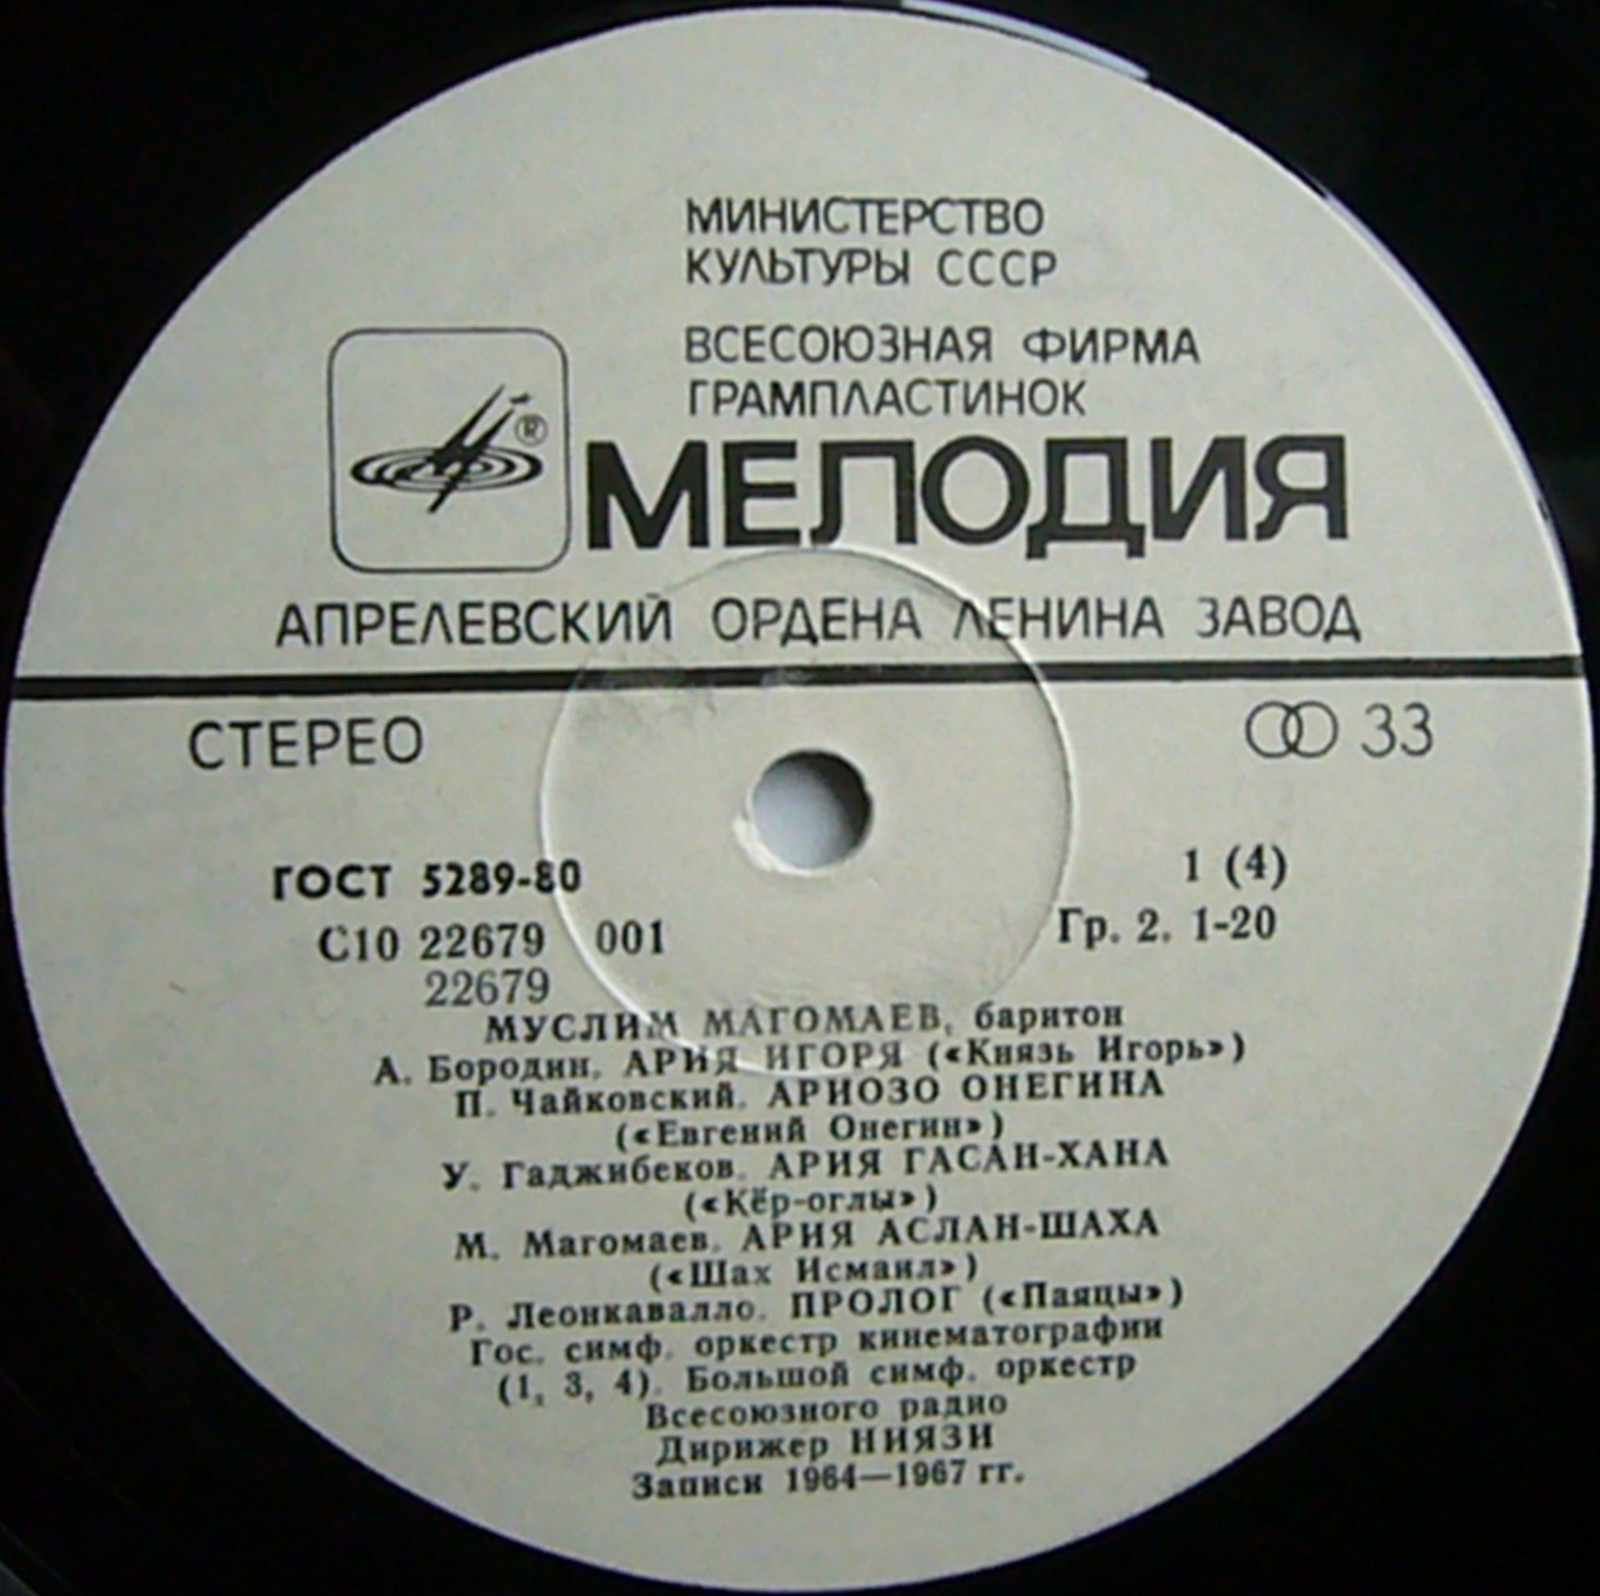 МИНИСТЕРСТВО
КУЛЬТУРЫ СССР
ВСЕСОЮЗНАЯ ФИРМА
ГРАМПЛАСТИНОК
®
МЕЛОДИЯ
АПРЕЛЕВСКИЙ ОРДЕНА ЛЕНИНА ЗАВОД
СТЕРЕО
33
ГОСТ 5289-80
1 (4)
С10 22679 001
Гр. 2. 1-20
22679
МУСЛИМ МАГОМАЕВ, баритон
А. Бородин. АРИЯ ИГОРЯ («Князь Игорь»)
П. Чайковский. АРИОЗО ОНЕГИНА
(«Евгений Онегин»)
У. Гаджибеков. АРИЯ ГАСАН-ХАНА
(«Кёр-оглы»)
М. Магомаев. АРИЯ АСЛАН-ШАХА
(«Шах Исмаил»)
Р. Леонкавалло. ПРОЛОГ («Паяцы»)
Гос. симф. оркестр кинематографии
(1, 3, 4). Большой симф. оркестр
Всесоюзного радио
Дирижер НИЯЗИ
Записи 1964—1967 гг.